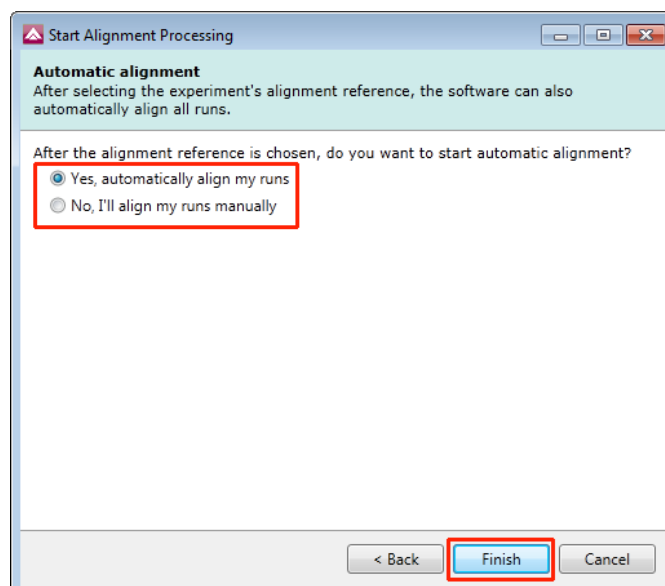 Start Alignment Processing
Automatic alignment
After selecting the experiment's alignment reference, the software can also
automatically align all runs.
After the alignment reference is chosen, do you want to start automatic alignment?
Yes, automatically align my runs
No, I'll align my runs manually
< Back
Finish
Cancel